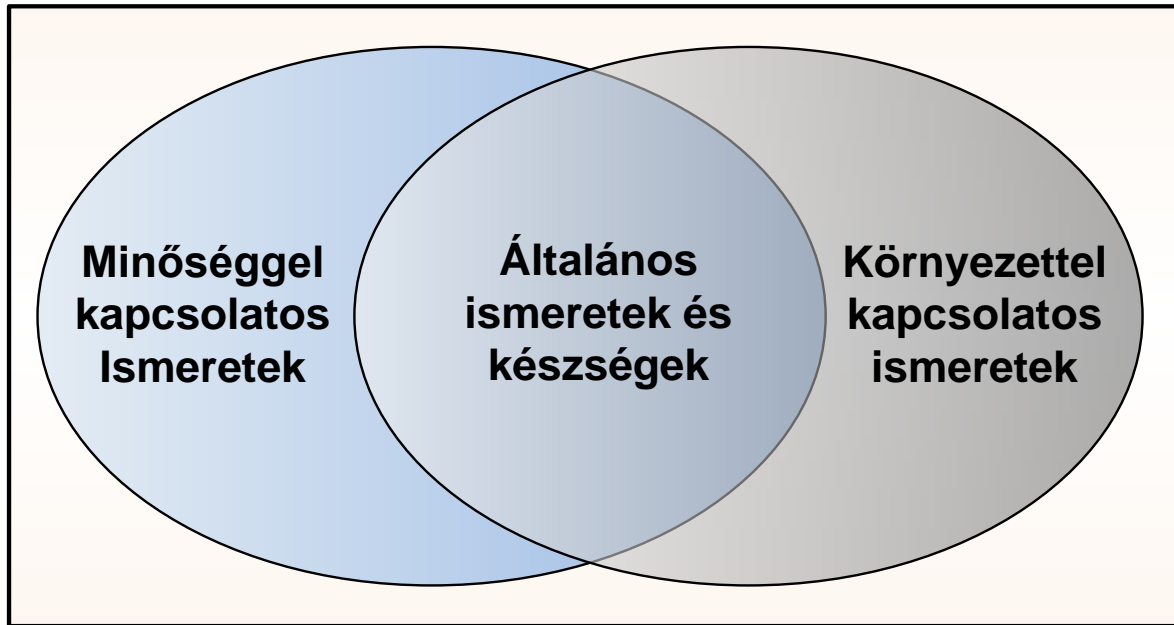 Minőséggel
kapcsolatos
Ismeretek
Általános
ismeretek és
készségek
Környezettel
kapcsolatos
ismeretek